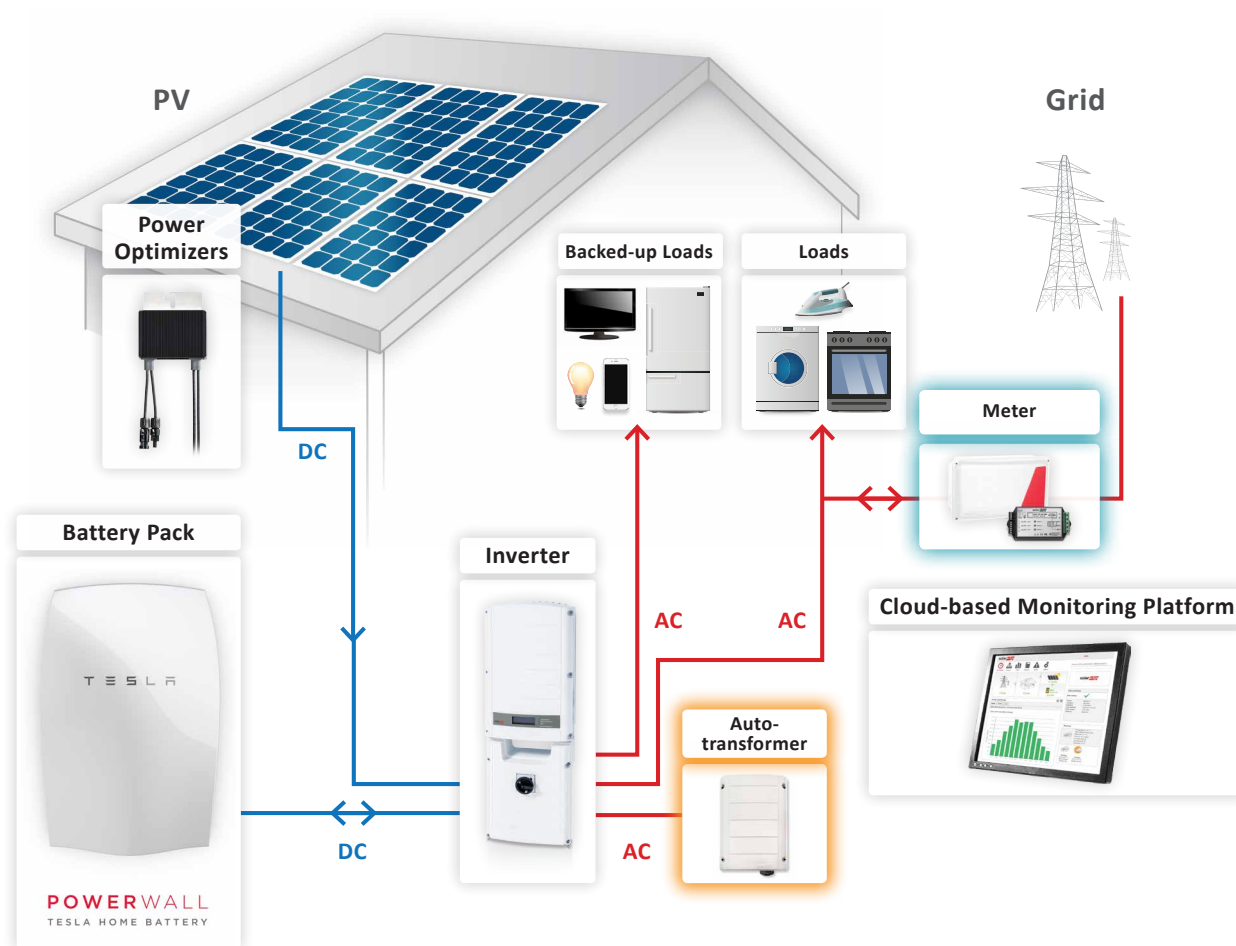 PV
Grid
Power
Optimizers
Backed-up Loads
Loads
Meter
DC
Battery Pack
Inverter
Cloud-based Monitoring Platform
AC
AC
TESLA
Auto-
transformer
DC
AC
POWERWALL
TESLA HOME BATTERY
solaredge